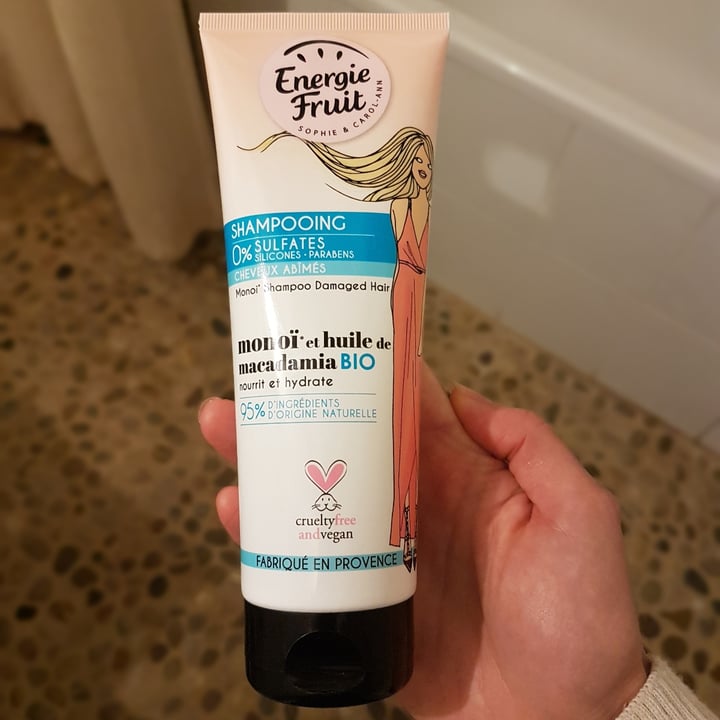 Energie
Fruit
SOPHIE & CAROL-ANN
SHAMPOOING
0% SULFATES
SILICONES • PARABENS
CHEVEUX ABÎMÉS
Monoï* Shampoo Damaged Hair
monoï* et huile de
macadamia BIO
nourrit et hydrate
95% D'INGRÉDIENTS
D'ORIGINE NATURELLE
crueltyfree
andvegan
FABRIQUÉ EN PROVENCE